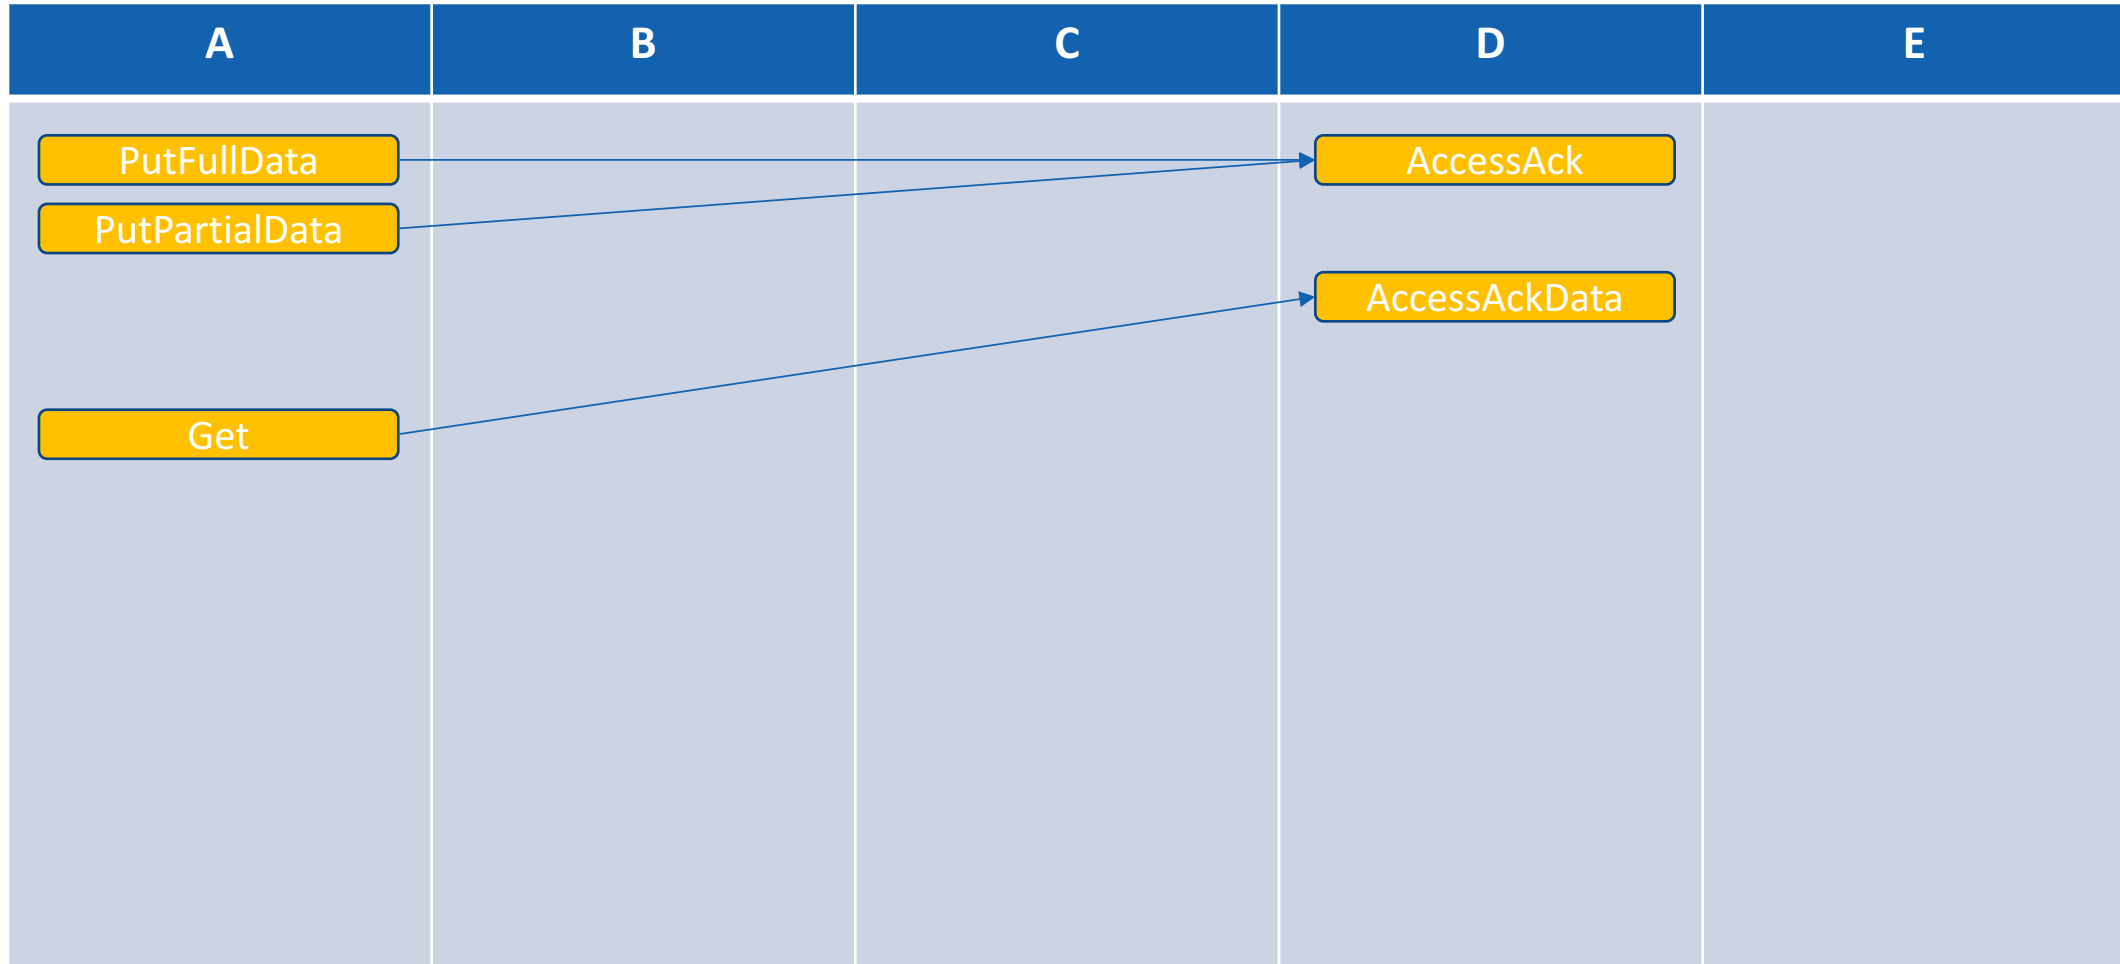 A B C D E
PutFullData AccessAck
PutPartialData
AccessAckData
Get